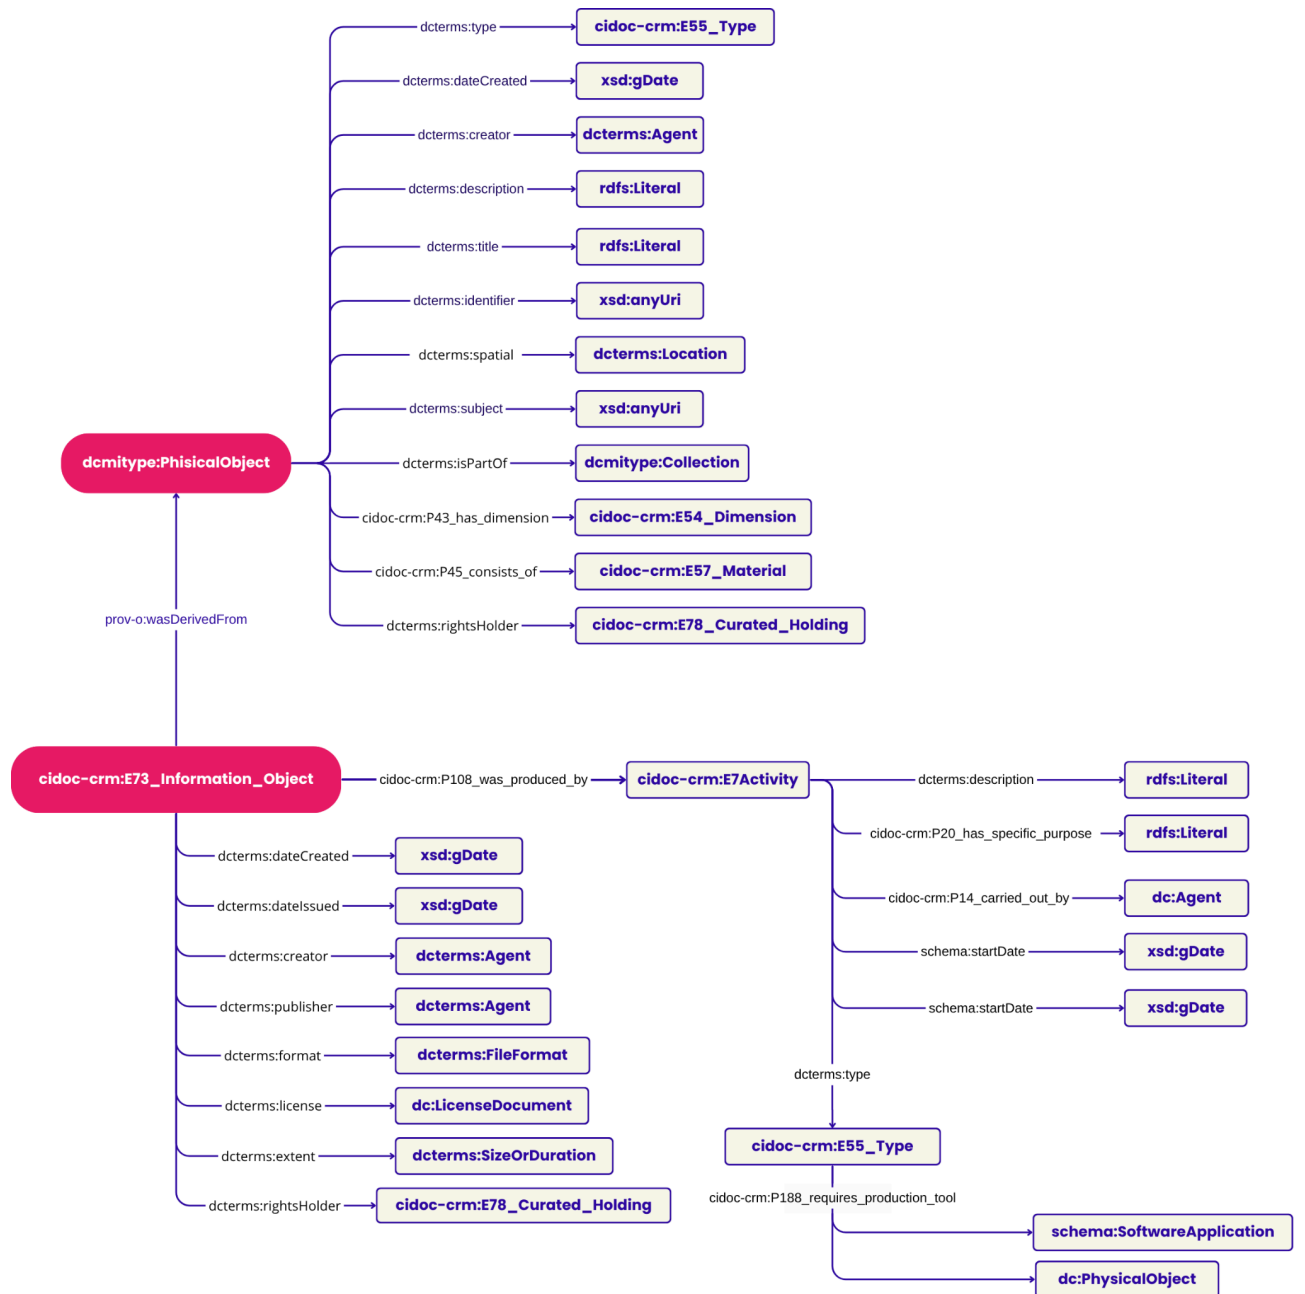 dcterms:type
cidoc-crm:E55_Type
dcterms:dateCreated
xsd:gDate
dcterms:creator
dcterms:Agent
dcterms:description
rdfs:Literal
dcterms:title
rdfs:Literal
dcterms:identifier
xsd:anyUri
dcterms:spatial
dcterms:Location
dcterms:subject
xsd:anyUri
dcmitype:PhisicalObject
dcterms:isPartOf
dcmitype:Collection
cidoc-crm:P43_has_dimension
cidoc-crm:E54_Dimension
cidoc-crm:P45_consists_of
cidoc-crm:E57_Material
dcterms:rightsHolder
cidoc-crm:E78_Curated_Holding
prov-o:wasDerivedFrom
cidoc-crm:E73_Information_Object
cidoc-crm:P108_was_produced_by
cidoc-crm:E7Activity
dcterms:description
rdfs:Literal
cidoc-crm:P20_has_specific_purpose
rdfs:Literal
cidoc-crm:P14_carried_out_by
dc:Agent
schema:startDate
xsd:gDate
schema:startDate
xsd:gDate
dcterms:dateCreated
xsd:gDate
dcterms:dateIssued
xsd:gDate
dcterms:creator
dcterms:Agent
dcterms:publisher
dcterms:Agent
dcterms:format
dcterms:FileFormat
dcterms:license
dc:LicenseDocument
dcterms:extent
dcterms:SizeOrDuration
dcterms:rightsHolder
cidoc-crm:E78_Curated_Holding
dcterms:type
cidoc-crm:E55_Type
cidoc-crm:P188_requires_production_tool
schema:SoftwareApplication
dc:PhysicalObject